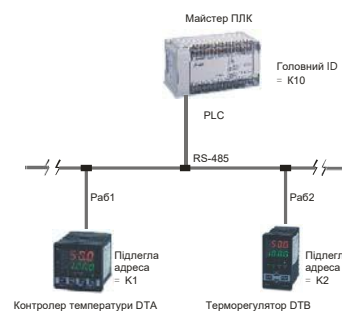 Майстер ПЛК
Головний ID
= K10
PLC
RS-485
Раб1
Раб2
Підлегла
адреса
= K1
Підлегл
адреса
= K2
Контролер температури DTA
Терморегулятор DTB